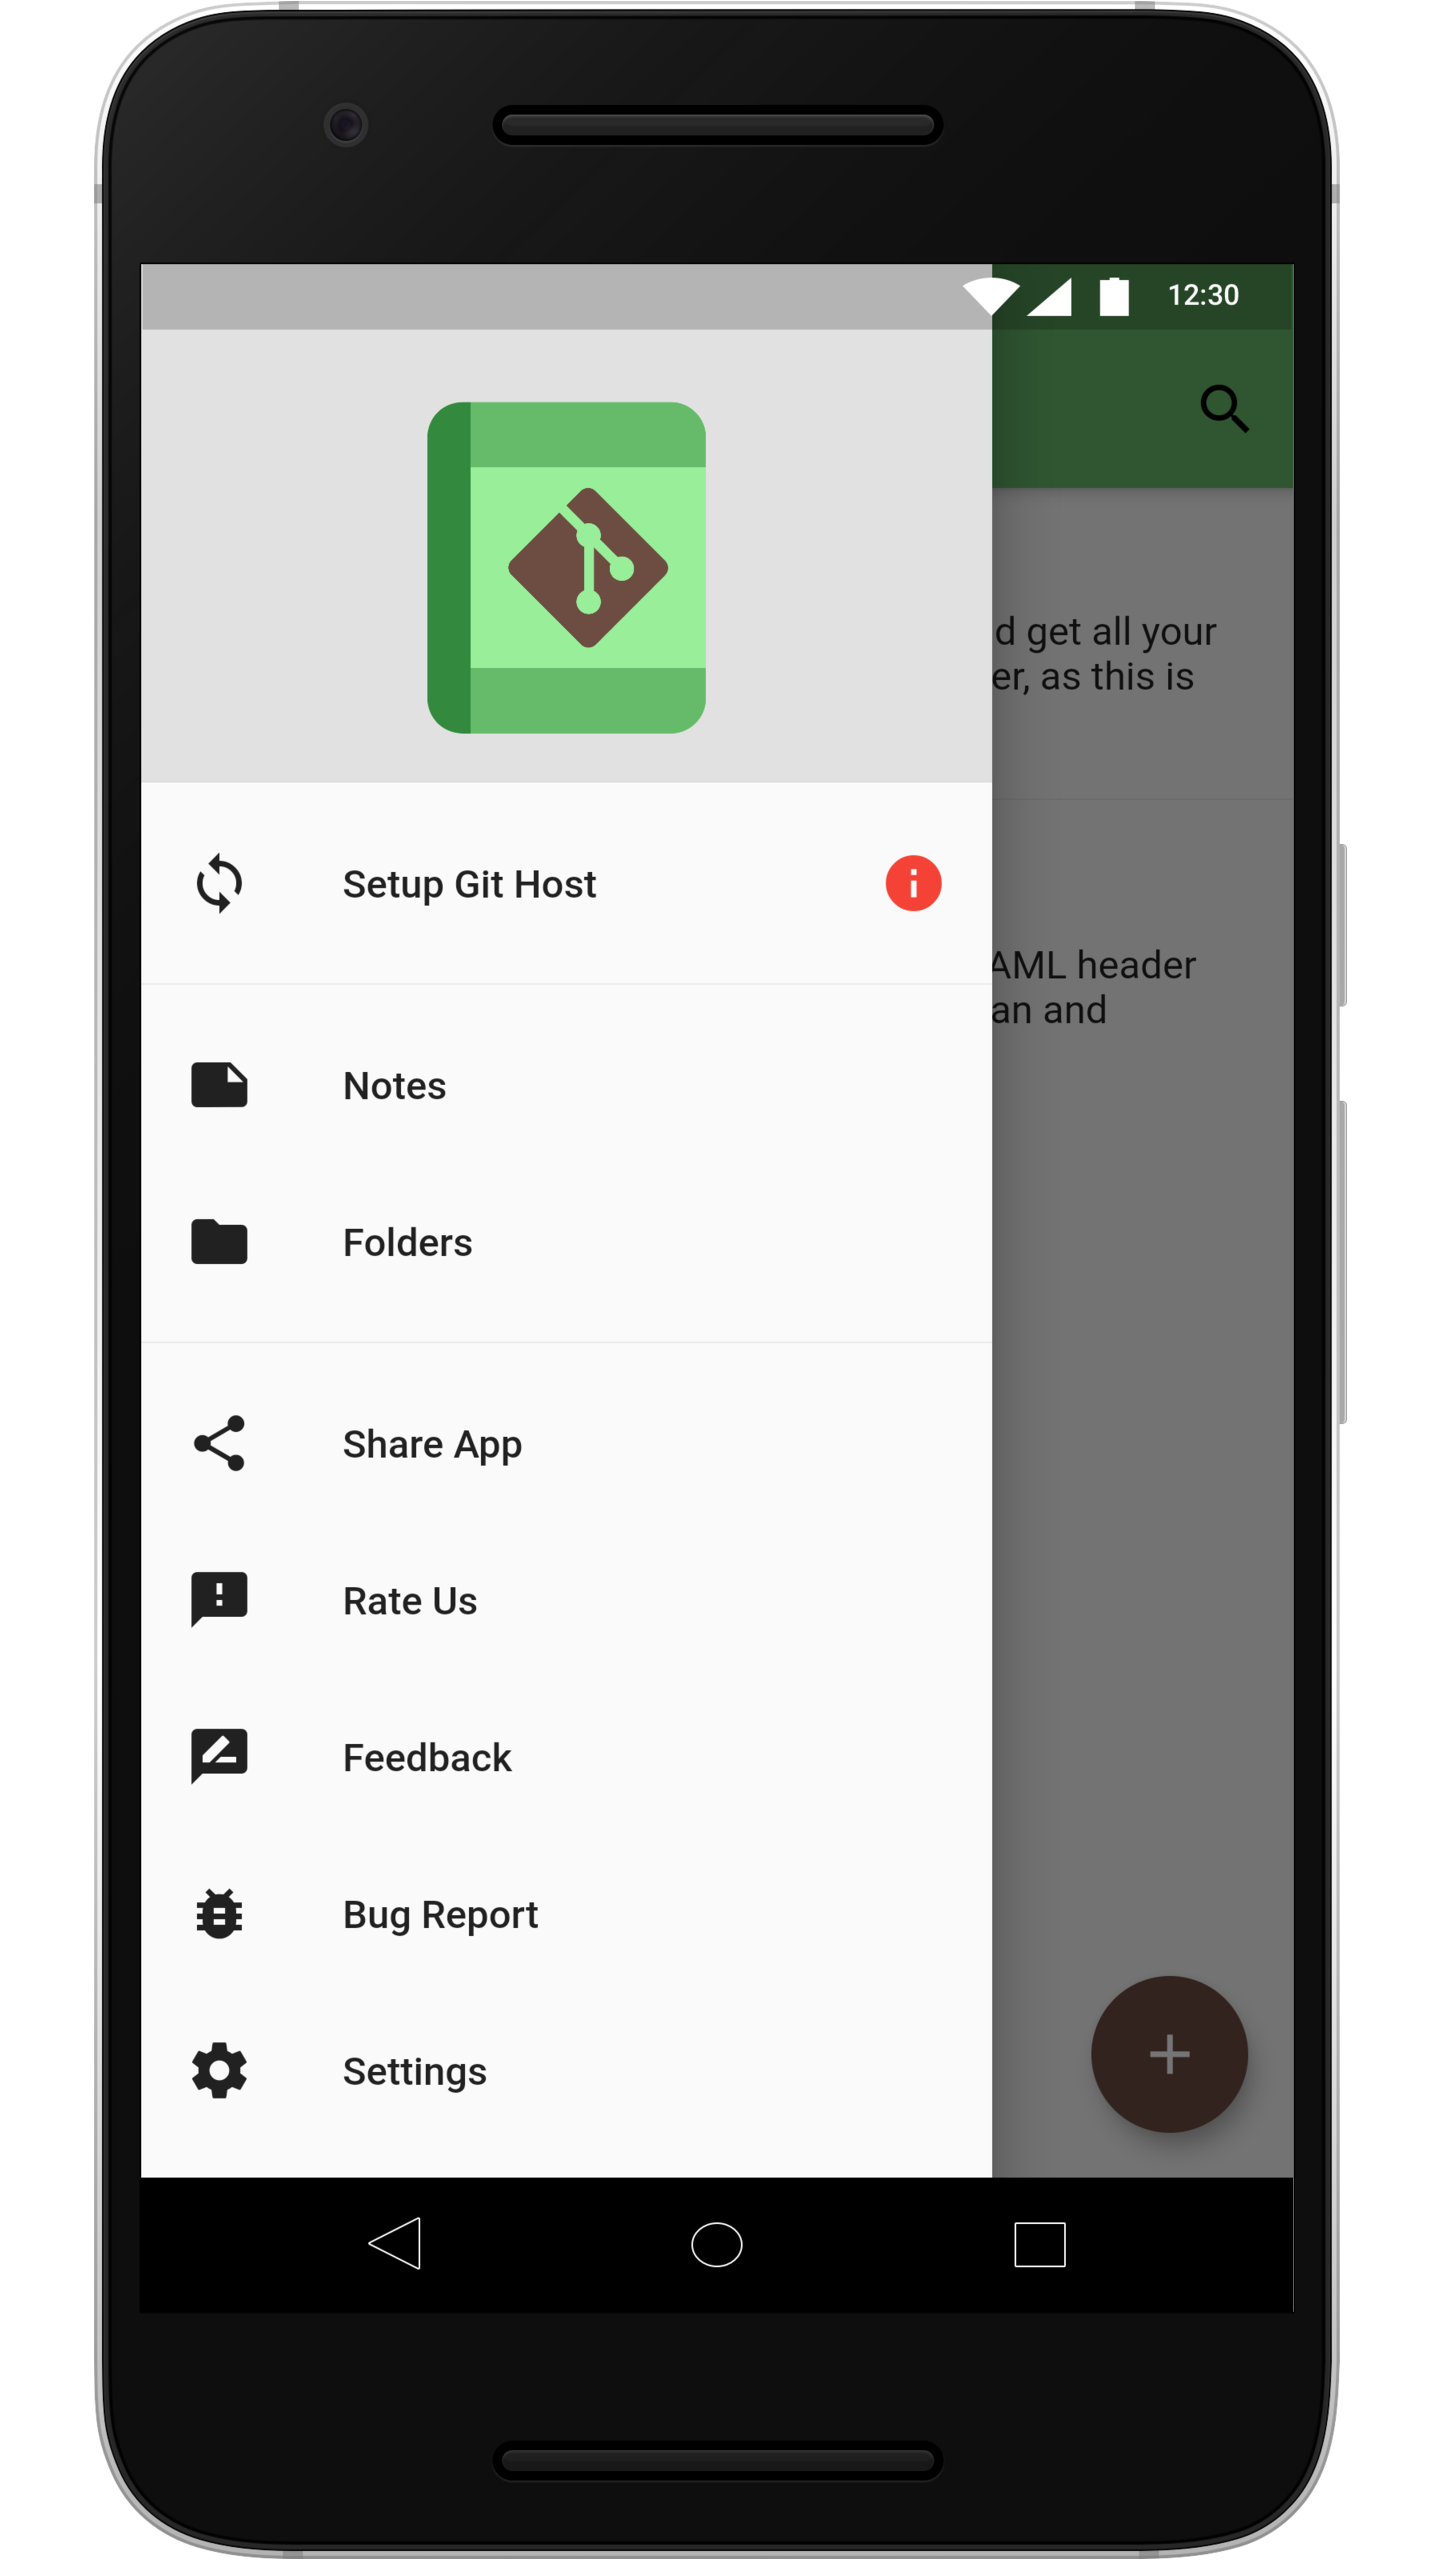 12:30
d get all your
er, as this is
Setup Git Host
AML header
an and
Notes
Folders
Share App
Rate Us
Feedback
Bug Report
Settings